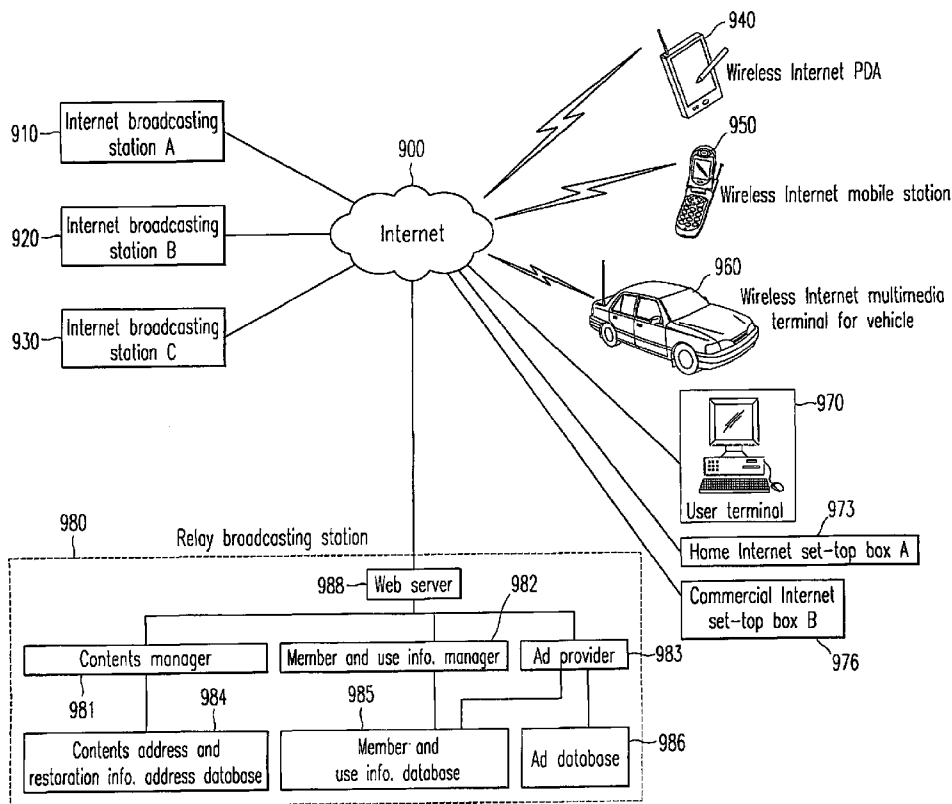 940
Wireless Internet PDA
910
Internet broadcasting
station A
900
950
Wireless Internet mobile station
920
Internet broadcasting
station B
Internet
960
Wireless Internet multimedia
terminal for vehicle
930
Internet broadcasting
station C
970
User terminal
973
Home Internet set-top box A
Commercial Internet
set-top box B
976
980
Relay broadcasting station
988
Web server
982
Contents manager
Member and use info. manager
Ad provider
983
981
984
985
Contents address and
restoration info. address database
Member and
use info. database
Ad database
986